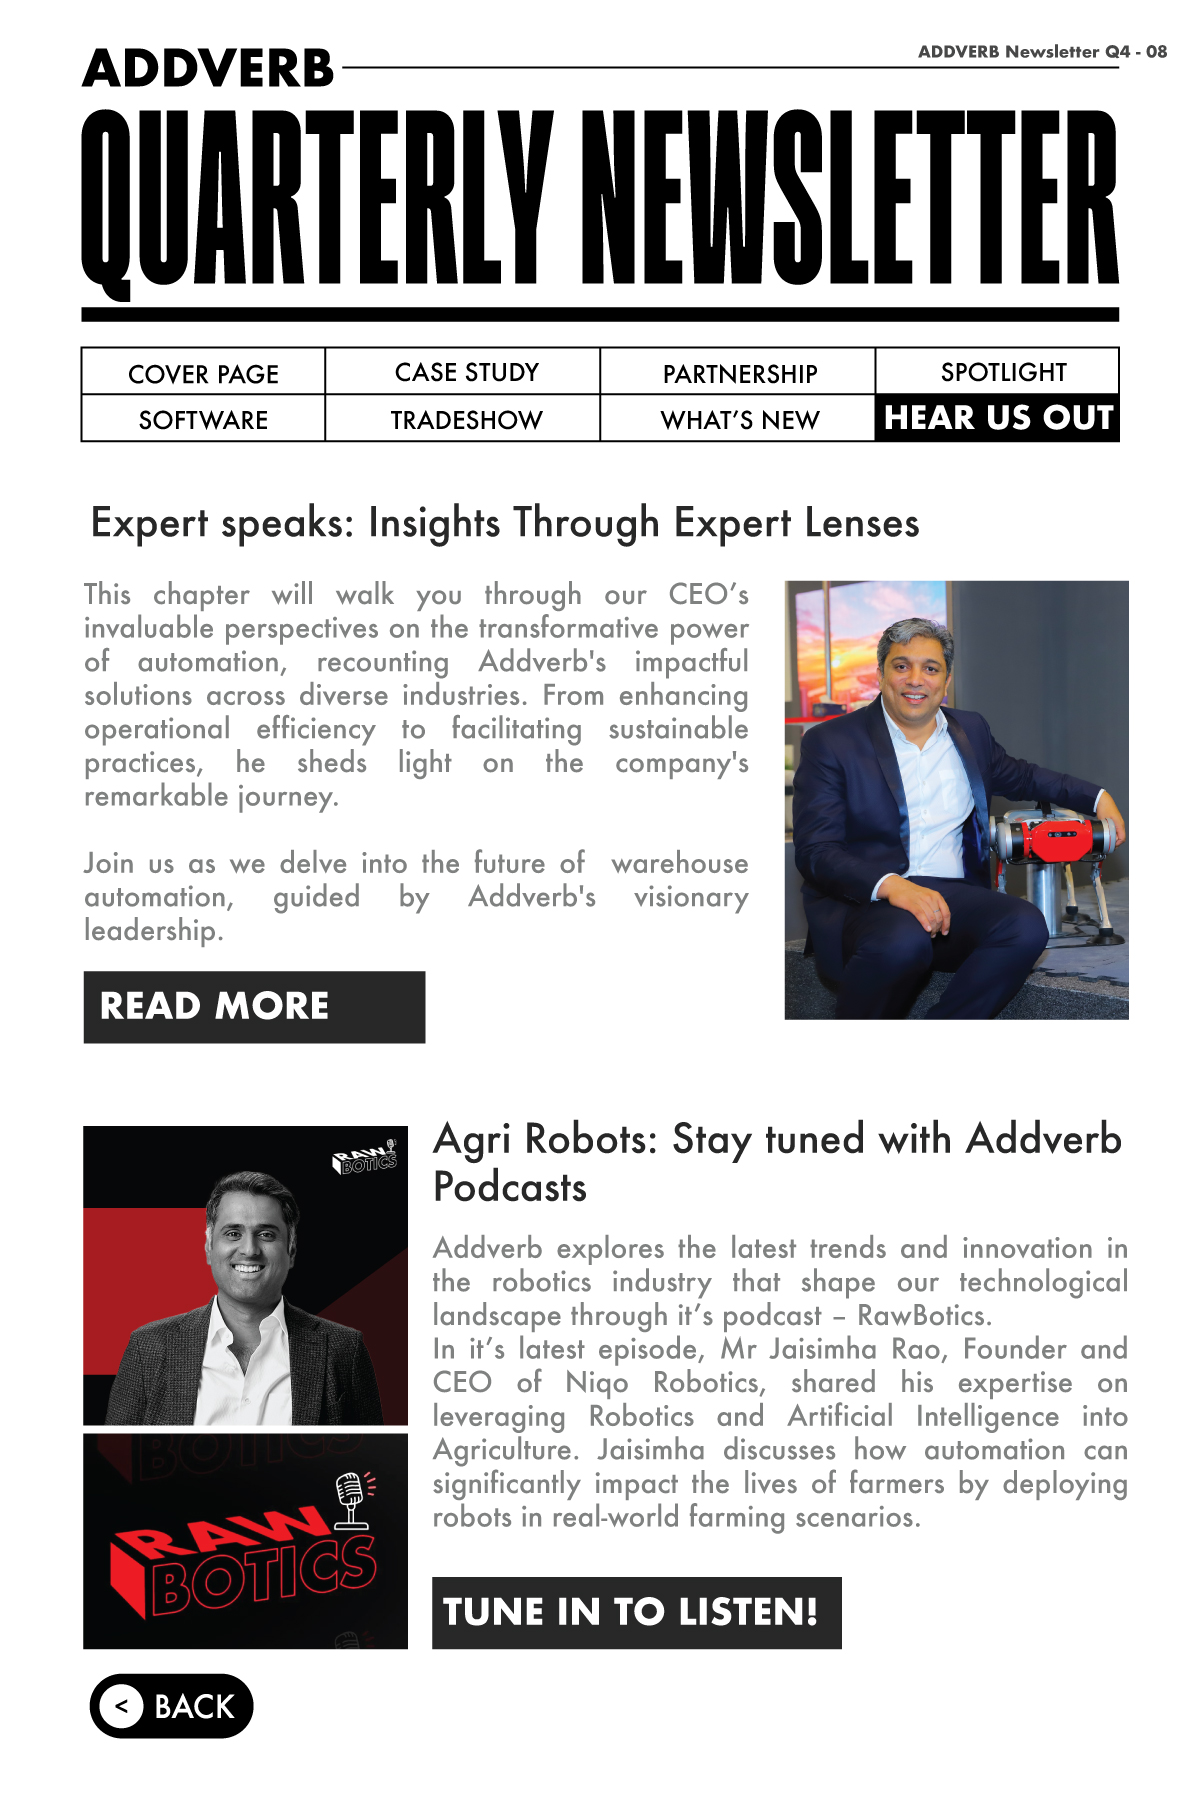 ADDVERB Newsletter Q4 - 08
ADDVERB
QUARTERLY NEWSLETTER
COVER PAGE
CASE STUDY
PARTNERSHIP
SPOTLIGHT
SOFTWARE
TRADESHOW
WHAT’S NEW
HEAR US OUT
Expert speaks: Insights Through Expert Lenses
This chapter will walk you through our CEO’s
invaluable perspectives on the transformative power
of automation, recounting Addverb's impactful
solutions across diverse industries. From enhancing
operational efficiency to facilitating sustainable
practices, he sheds light on the company's
remarkable journey.
Join us as we delve into the future of warehouse
automation, guided by Addverb's visionary
leadership.
READ MORE
RAW
BOTICS
Agri Robots: Stay tuned with Addverb
Podcasts
Addverb explores the latest trends and innovation in
the robotics industry that shape our technological
landscape through it’s podcast – RawBotics.
In it’s latest episode, Mr Jaisimha Rao, Founder and
CEO of Niqo Robotics, shared his expertise on
leveraging Robotics and Artificial Intelligence into
Agriculture. Jaisimha discusses how automation can
significantly impact the lives of farmers by deploying
robots in real-world farming scenarios.
BOTICS
RAW
BOTICS
TUNE IN TO LISTEN!
< BACK